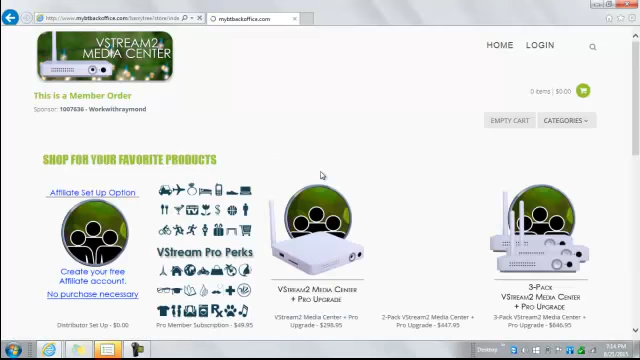 http://www.mybtbackoffice.com/
mybtbackoffice.com
VSTREAM2
MEDIA CENTER
HOME LOGIN
This is a Member Order
Sponsor: 1007636 - Workwithraymond
0 items | $0.00
EMPTY CART CATEGORIES
SHOP FOR YOUR FAVORITE PRODUCTS
Affiliate Set Up Option
Create your free
Affiliate account.
No purchase necessary
Distributor Set Up - $0.00
VStream Pro Perks
Pro Member Subscription - $49.95
VSTREAM2 MEDIA CENTER
+ PRO UPGRADE
VStream2 Media Center + Pro
Upgrade - $298.95
2-Pack VStream2 Media Center +
Pro Upgrade - $447.95
3-PACK
VSTREAM2 MEDIA CENTER
+ PRO UPGRADE
3-Pack VStream2 Media Center +
Pro Upgrade - $646.95
Desktop
7:14 PM
8/21/2015